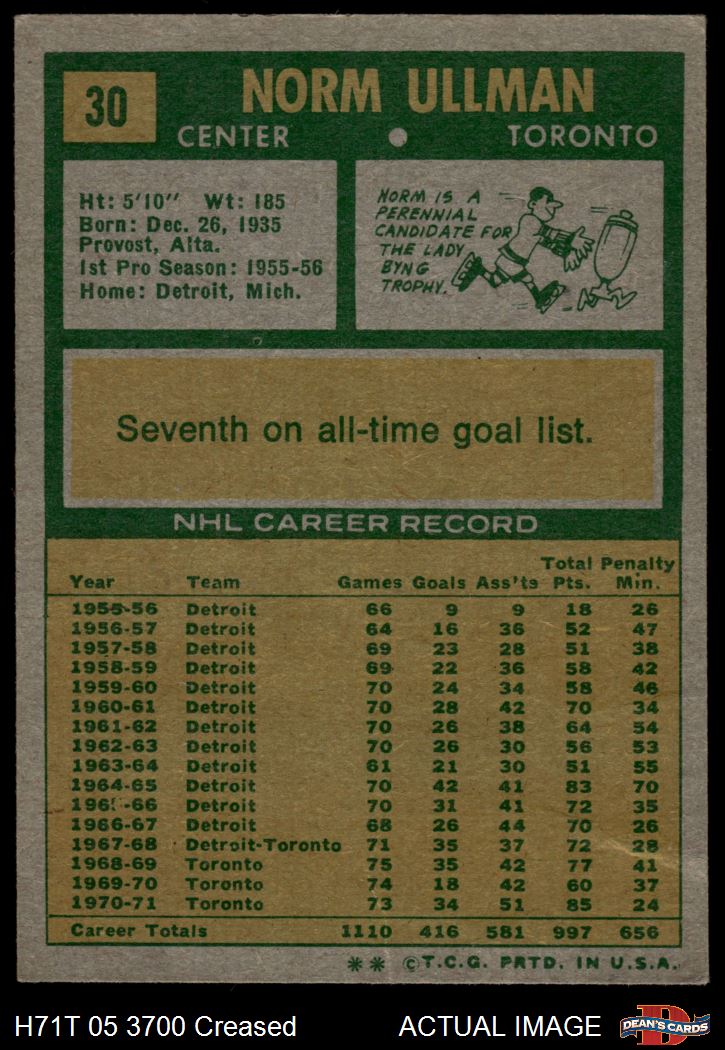 30
NORM ULLMAN
CENTER • TORONTO
Ht: 5'10" Wt: 185
Born: Dec. 26, 1935
Provost, Alta.
1st Pro Season: 1955-56
Home: Detroit, Mich.
NORM IS A
PERENNIAL
CANDIDATE FOR
THE LADY
BYNG
TROPHY.
Seventh on all-time goal list.
NHL CAREER RECORD
Year Team Games Goals Ass'ts Total Pts. Penalty Min.
1955-56 Detroit 66 9 9 18 26
1956-57 Detroit 64 16 36 52 47
1957-58 Detroit 69 23 28 51 38
1958-59 Detroit 69 22 36 58 42
1959-60 Detroit 70 24 34 58 46
1960-61 Detroit 70 28 42 70 34
1961-62 Detroit 70 26 38 64 54
1962-63 Detroit 70 26 30 56 53
1963-64 Detroit 61 21 30 51 55
1964-65 Detroit 70 42 41 83 70
1965-66 Detroit 70 31 41 72 35
1966-67 Detroit 68 26 44 70 26
1967-68 Detroit-Toronto 71 35 37 72 28
1968-69 Toronto 75 35 42 77 41
1969-70 Toronto 74 18 42 60 37
1970-71 Toronto 73 34 51 85 24
Career Totals 1110 416 581 997 656
** ©T.C.G. PRTD. IN U.S.A.
H71T 05 3700 Creased ACTUAL IMAGE
DEAN'S CARDS